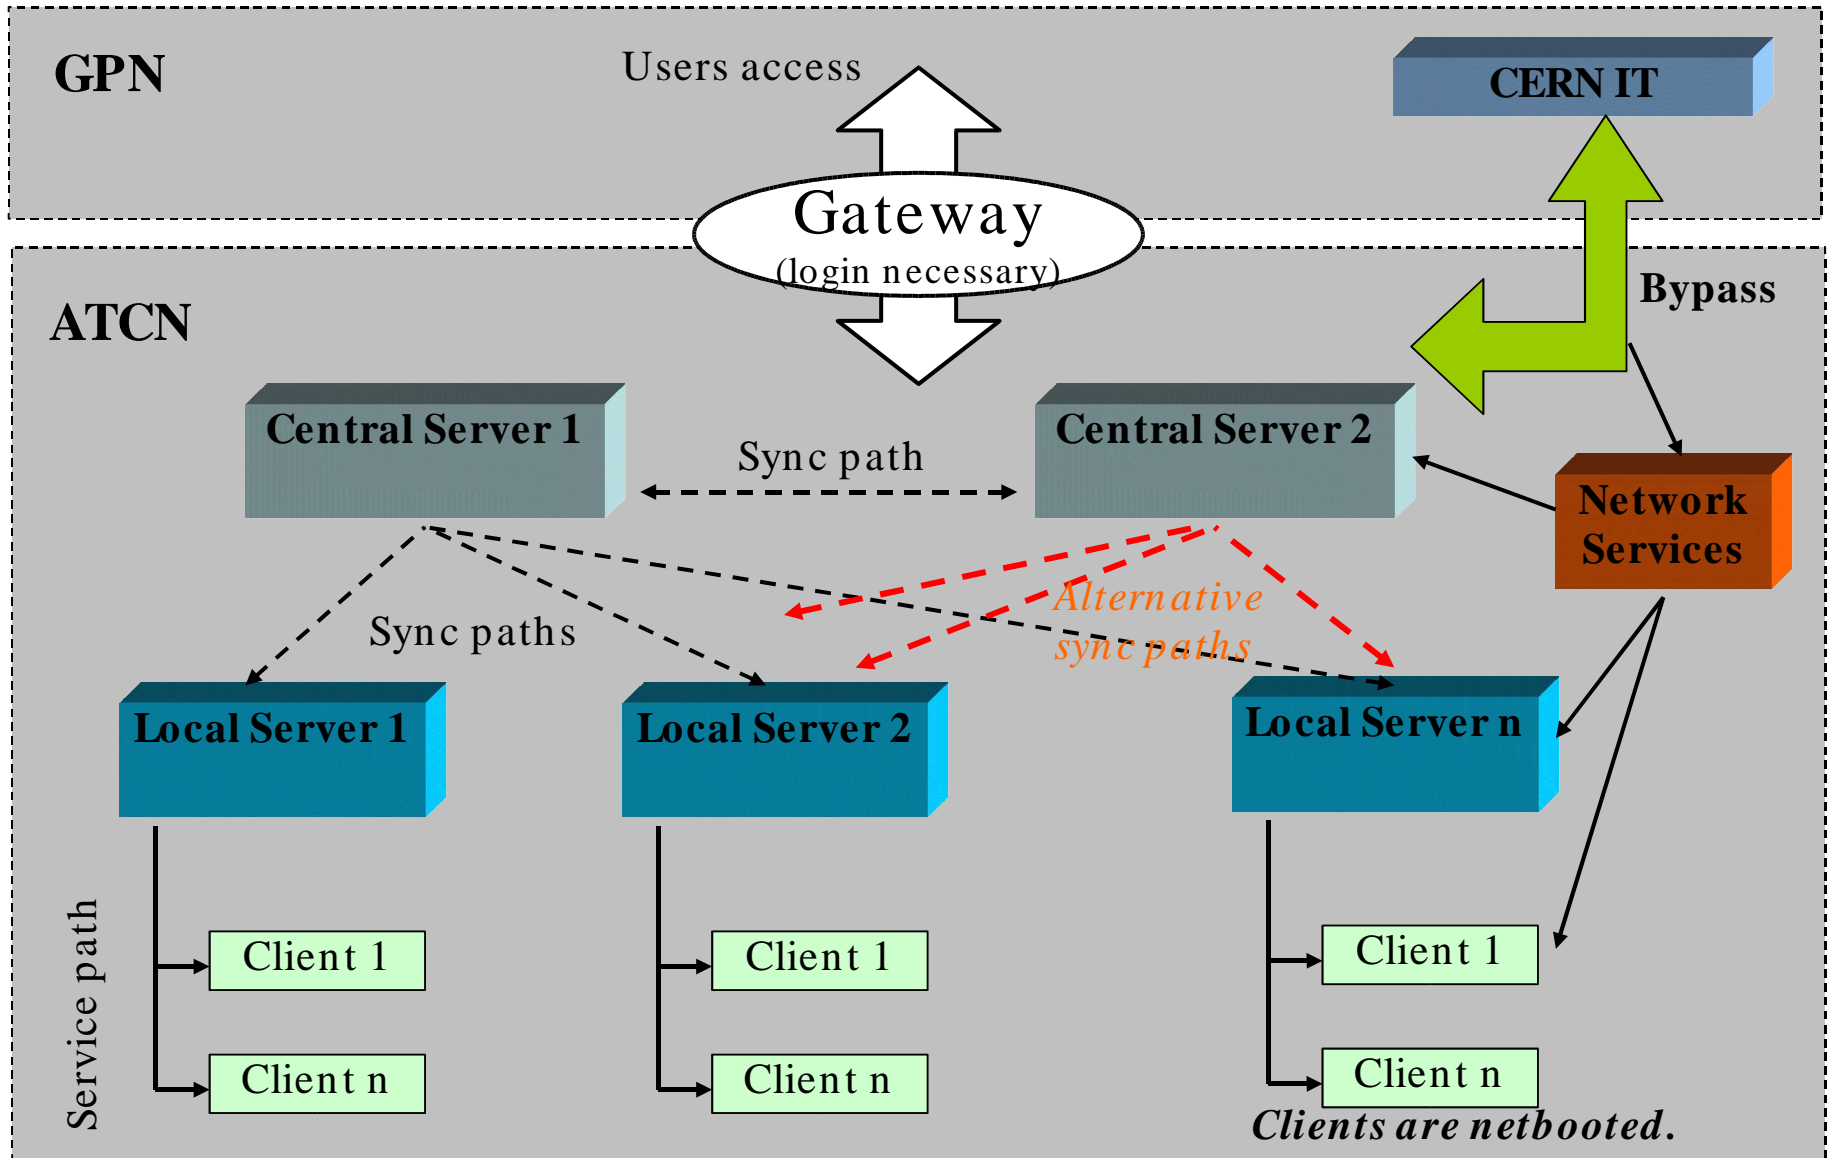 GPN
Users access
CERN IT
Gateway
(login necessary)
Bypass
ATCN
Central Server 1
Sync path
Central Server 2
Network
Services
Alternative
sync paths
Sync paths
Local Server 1
Local Server 2
Local Server n
Service path
Client 1
Client 1
Client 1
Client n
Client n
Client n
Clients are netbooted.